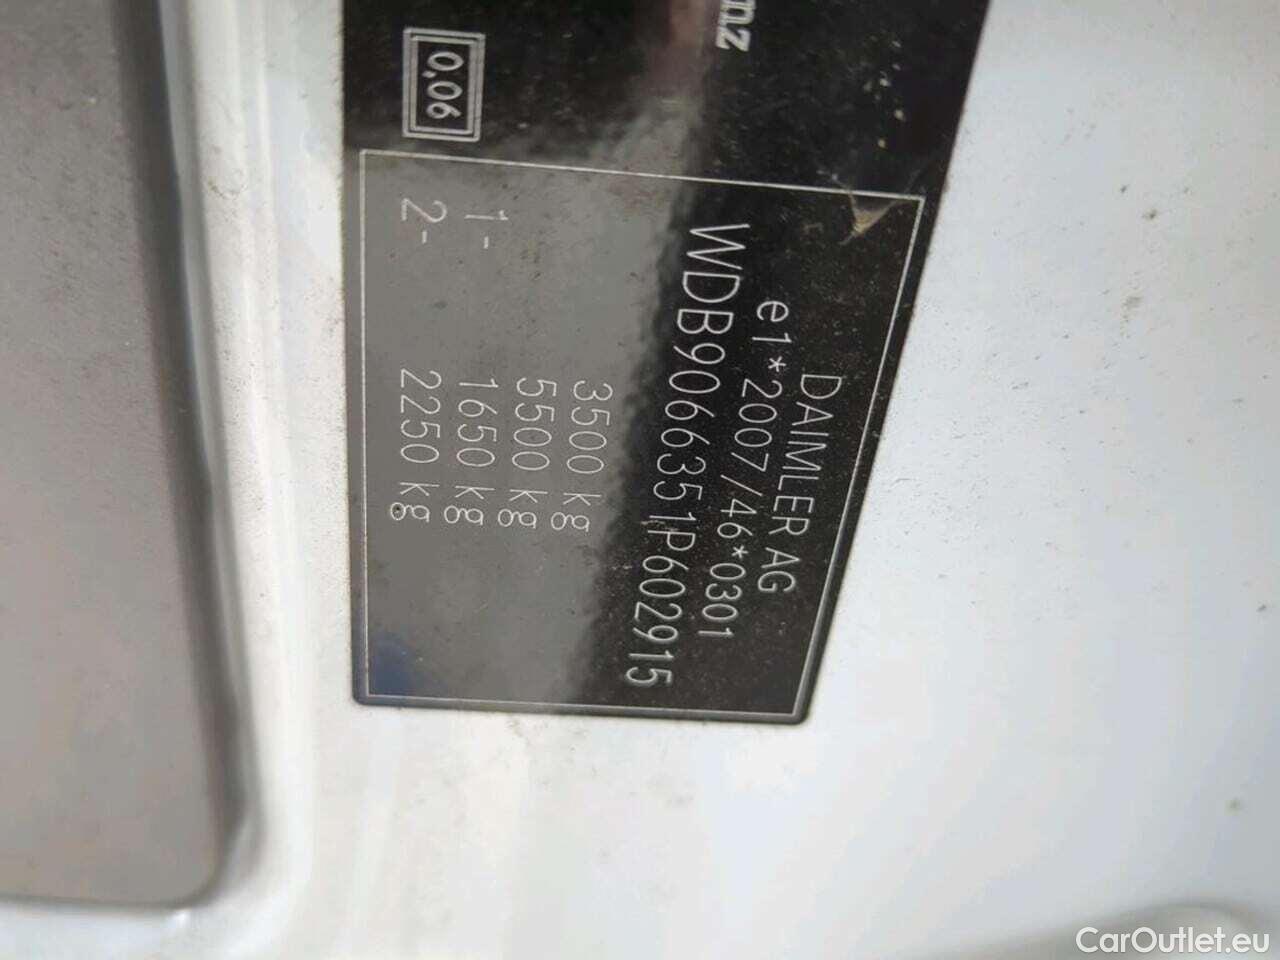 nz
0,06
DAIMLER AG
e1*2007/46*0301
WDB9066351P602915
3500 kg
5500 kg
1- 1650 kg
2- 2250 kg
CarOutlet.eu